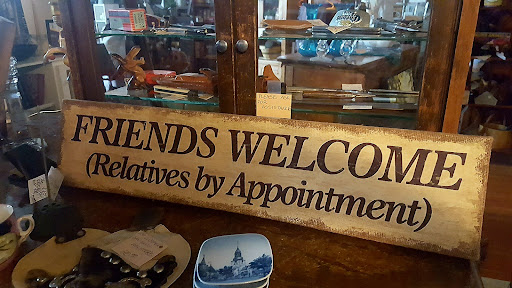 FRIENDS WELCOME
(Relatives by Appointment)